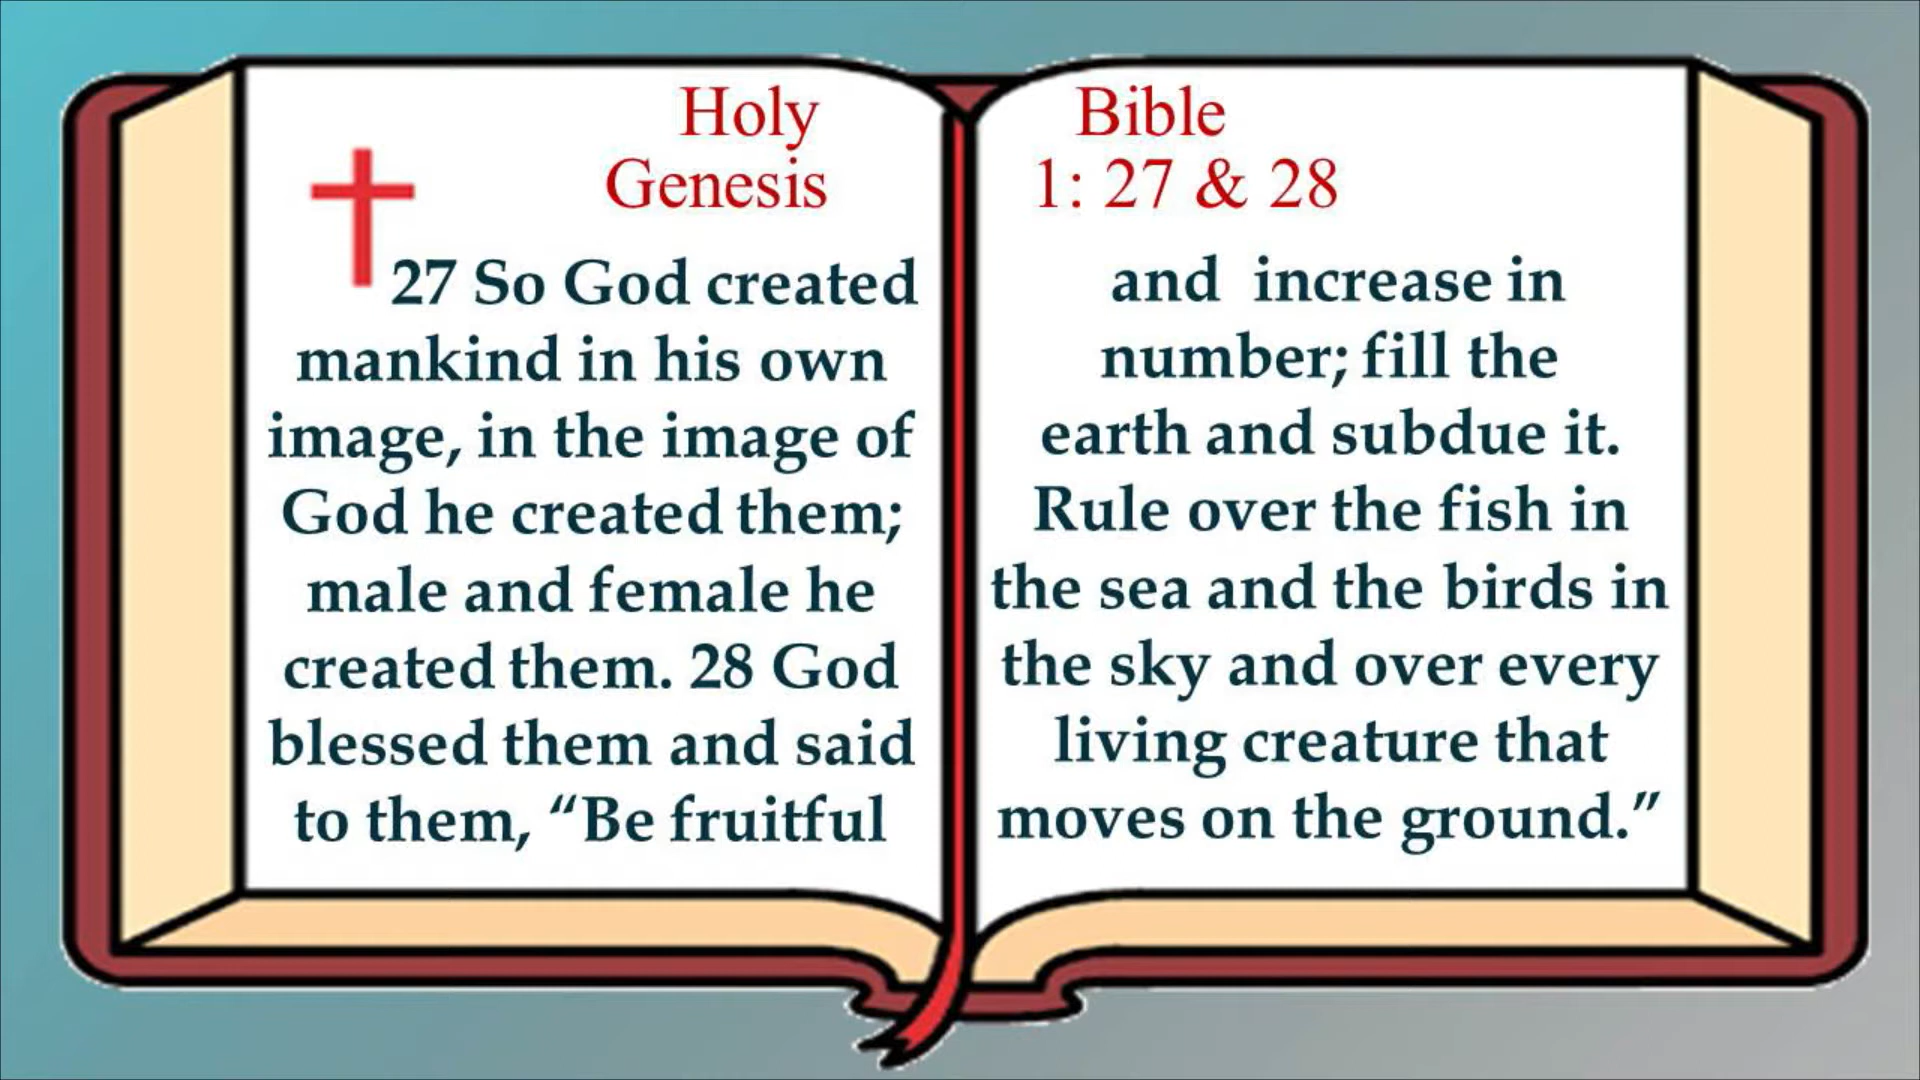 Holy Bible
Genesis 1: 27 & 28
27 So God created
mankind in his own
image, in the image of
God he created them;
male and female he
created them. 28 God
blessed them and said
to them, “Be fruitful
and increase in
number; fill the
earth and subdue it.
Rule over the fish in
the sea and the birds in
the sky and over every
living creature that
moves on the ground.”